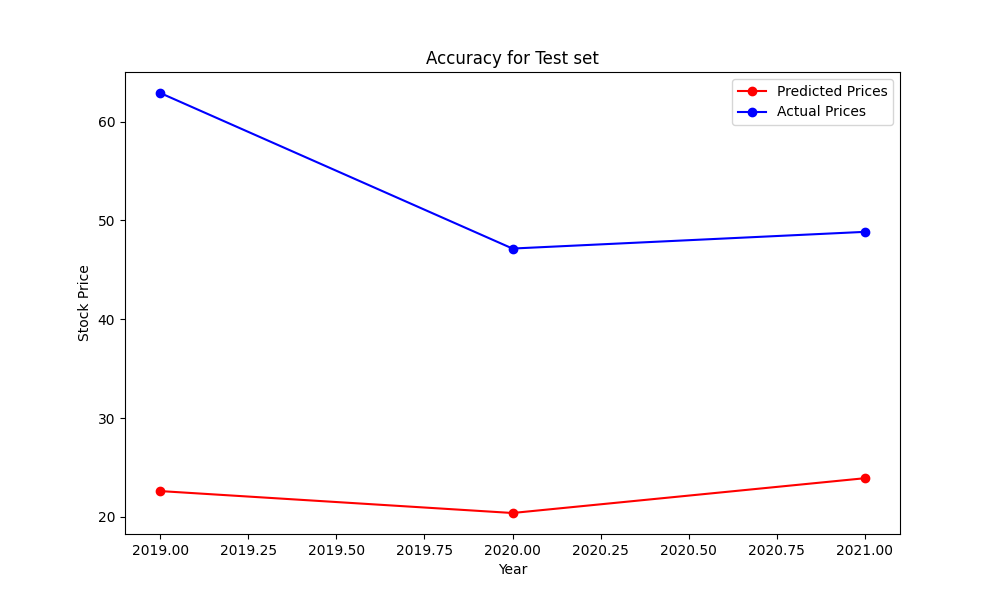 Accuracy for Test set
Predicted Prices
Actual Prices
60
50
40
30
20
Stock Price
2019.00 2019.25 2019.50 2019.75 2020.00 2020.25 2020.50 2020.75 2021.00
Year